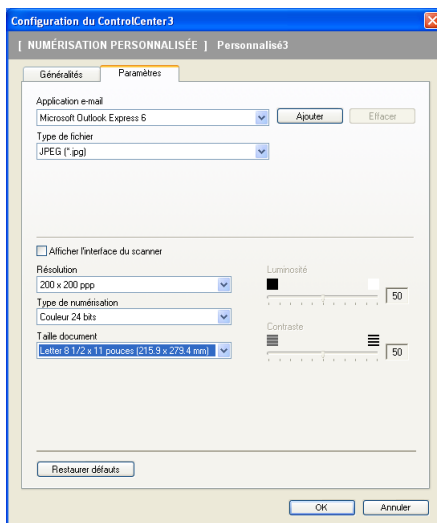 Configuration du ControlCenter3
[ NUMÉRISATION PERSONNALISÉE ] Personnalisé3
Généralités Paramètres
Application e-mail
Microsoft Outlook Express 6 Ajouter Effacer
Type de fichier
JPEG (*.jpg)
Afficher l'interface du scanner
Résolution Luminosité
200 x 200 ppp 50
Type de numérisation
Couleur 24 bits
Taille document Contraste
Letter 8 1/2 x 11 pouces (215.9 x 279.4 mm) 50
Restaurer défauts
OK Annuler